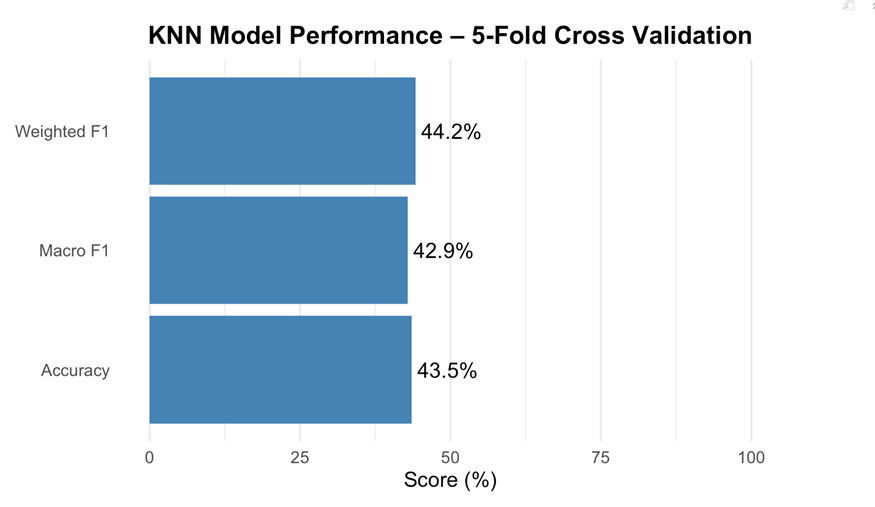 KNN Model Performance – 5-Fold Cross Validation
Weighted F1
44.2%
Macro F1
42.9%
Accuracy
43.5%
0 25 50 75 100
Score (%)